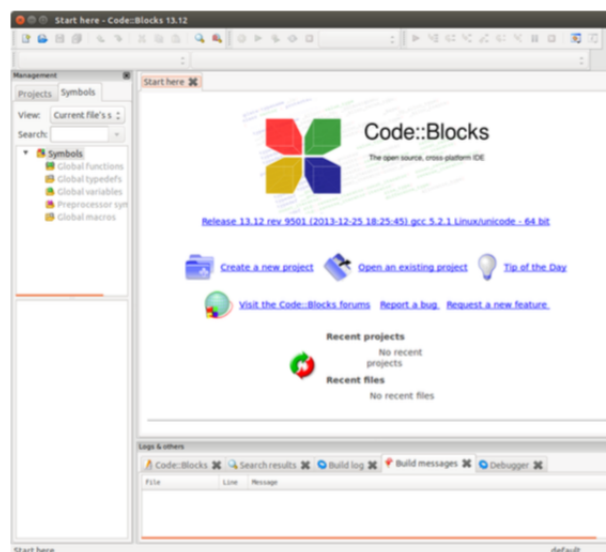 Start here - Code::Blocks 13.12
Management
Projects Symbols
View: Current file's s
Search:
Symbols
Global functions
Global typedefs
Global variables
Preprocessor sym
Global macros
Start here
Code::Blocks
The open source, cross-platform IDE
Release 13.12 rev 9501 (2013-12-25 18:25:45) gcc 5.2.1 Linux/unicode - 64 bit
Create a new project Open an existing project Tip of the Day
Visit the Code::Blocks forums Report a bug Request a new feature
Recent projects
No recent
projects
Recent files
No recent files
Logs & others
Code::Blocks Search results Build log Build messages Debugger
File Line Message
Start here default